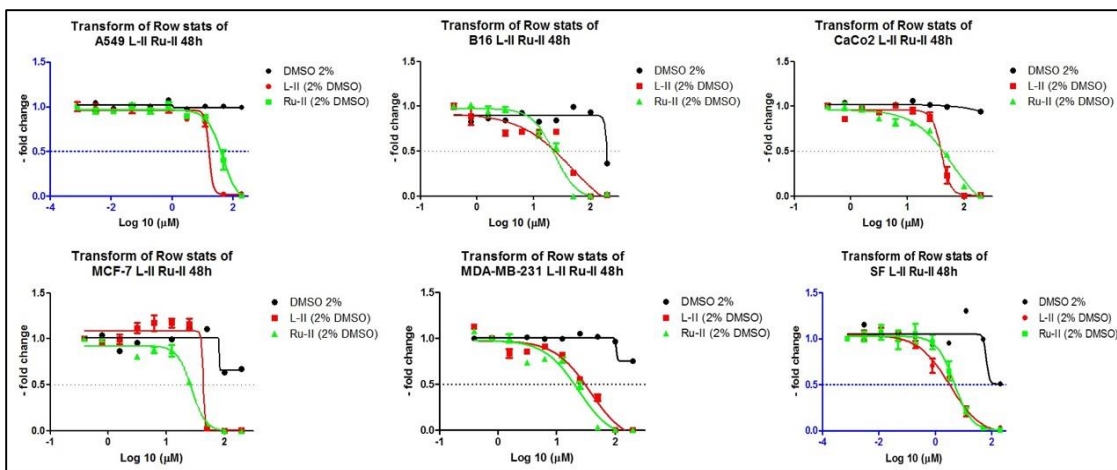 Transform of Row stats of
A549 L-II Ru-II 48h
DMSO 2%
L-II (2% DMSO)
Ru-II (2% DMSO)
- fold change
1.5
1.0
0.5
0.0
-4 -2 0 2 4
Log 10 (μM)
Transform of Row stats of
B16 L-II Ru-II 48h
DMSO 2%
L-II (2% DMSO)
Ru-II (2% DMSO)
- fold change
1.5
1.0
0.5
0.0
-1 0 1 2 3
Log 10 (μM)
Transform of Row stats of
CaCo2 L-II Ru-II 48h
DMSO 2%
L-II (2% DMSO)
Ru-II (2% DMSO)
- fold change
1.5
1.0
0.5
0.0
-1 0 1 2 3
Log 10 (μM)
Transform of Row stats of
MCF-7 L-II Ru-II 48h
DMSO 2%
L-II (2% DMSO)
Ru-II (2% DMSO)
- fold change
1.5
1.0
0.5
0.0
-1 0 1 2 3
Log 10 (μM)
Transform of Row stats of
MDA-MB-231 L-II Ru-II 48h
DMSO 2%
L-II (2% DMSO)
Ru-II (2% DMSO)
- fold change
1.5
1.0
0.5
0.0
-1 0 1 2 3
Log 10 (μM)
Transform of Row stats of
SF L-II Ru-II 48h
DMSO 2%
L-II (2% DMSO)
Ru-II (2% DMSO)
- fold change
1.5
1.0
0.5
0.0
-4 -2 0 2 4
Log 10 (μM)